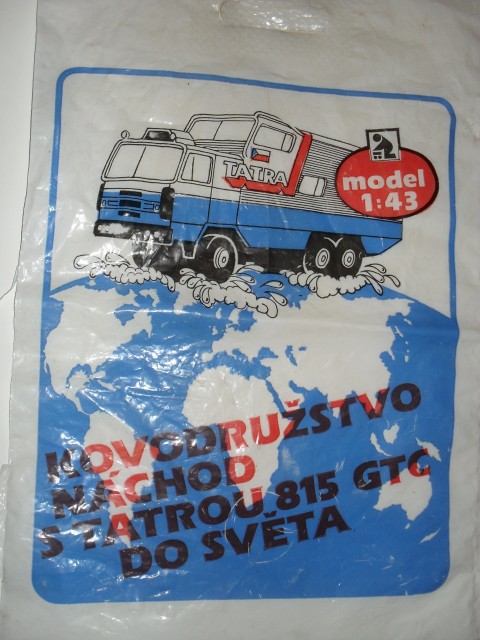 TATRA
model
1:43
KOVODRUŽSTVO
NÁCHOD
S TATROU 815 GTC
DO SVĚTA